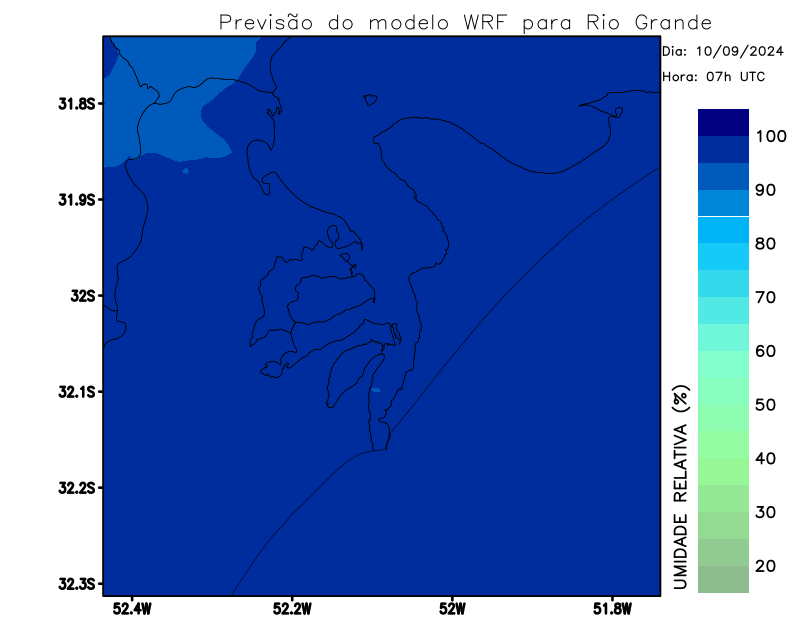 Previsão do modelo WRF para Rio Grande
Dia: 10/09/2024
Hora: 07h UTC
31.8S
31.9S
32S
32.1S
32.2S
32.3S
52.4W
52.2W
52W
51.8W
UMIDADE RELATIVA (%)
100
90
80
70
60
50
40
30
20